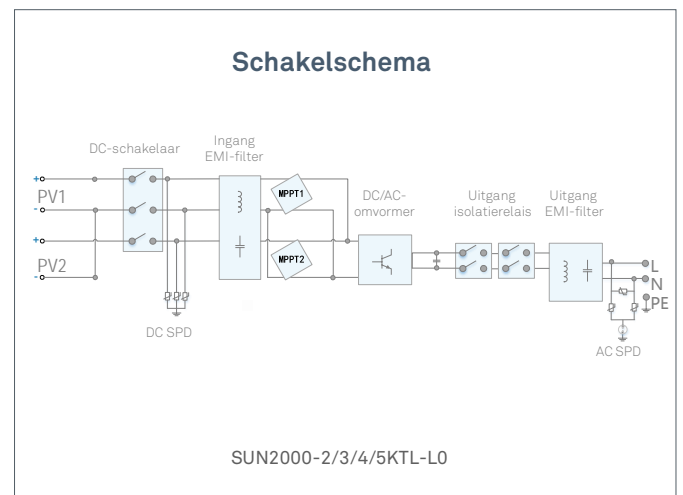 Schakelschema
DC-schakelaar
Ingang
EMI-filter
MPPT1
DC/AC-
omvormer
Uitgang
isolatierelais
Uitgang
EMI-filter
+
PV1
-
+
PV2
-
MPPT2
L
N
PE
DC SPD
AC SPD
SUN2000-2/3/4/5KTL-L0